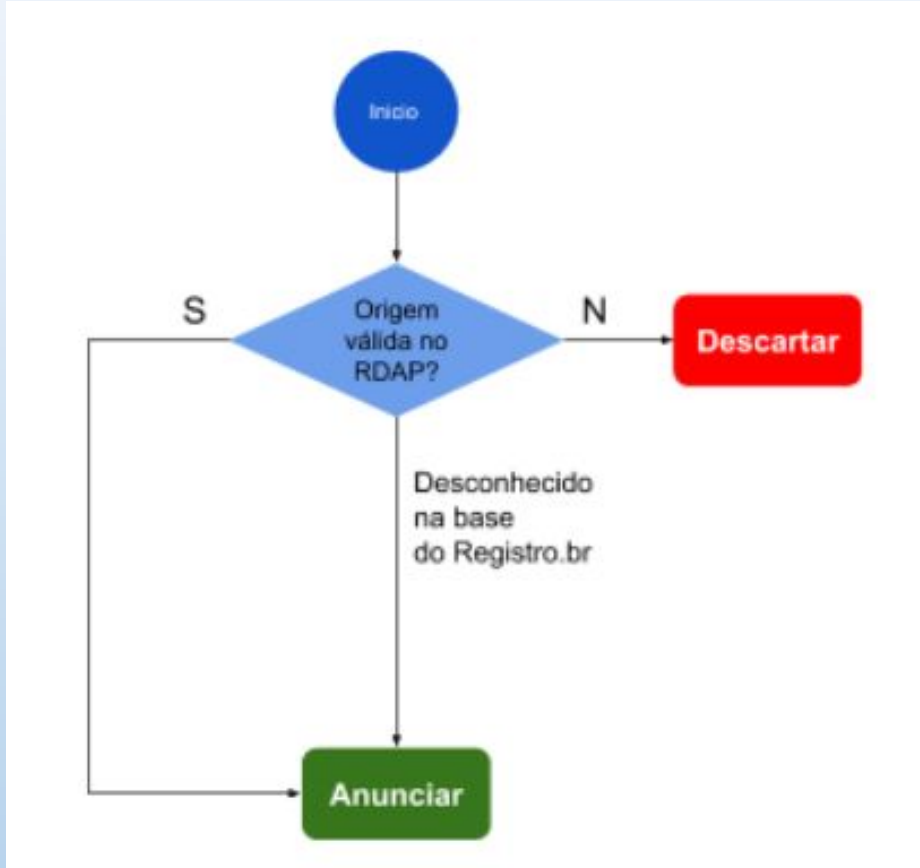 Inicio
S
Origem
válida no
RDAP?
N
Descartar
Desconhecido
na base
do Registro.br
Anunciar